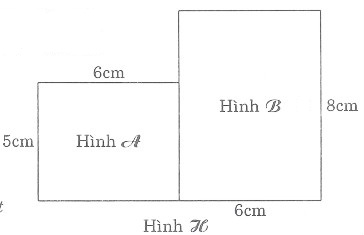 6cm
Hình ℬ
8cm
5cm
Hình 𝒜
t
6cm
Hình ℋ